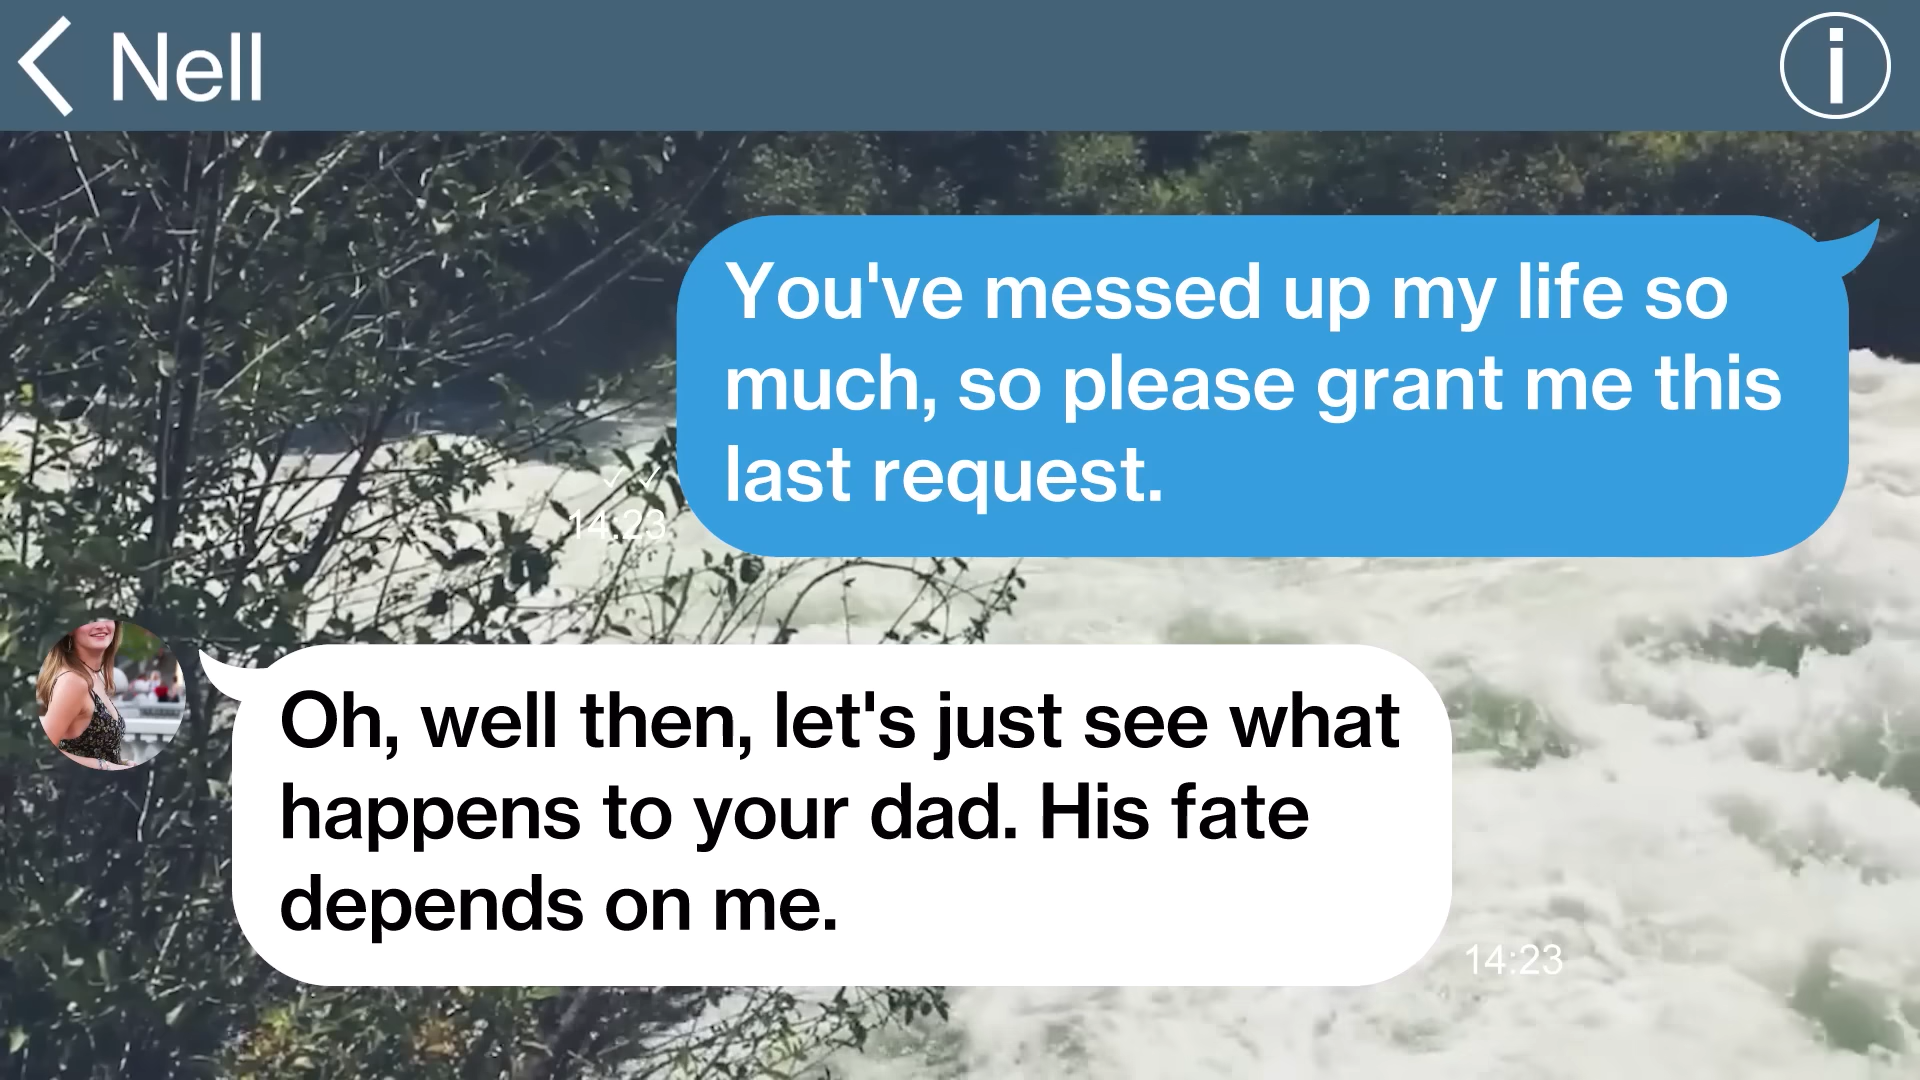 Nell
You've messed up my life so
much, so please grant me this
last request.
14:23
Oh, well then, let's just see what
happens to your dad. His fate
depends on me.
14:23